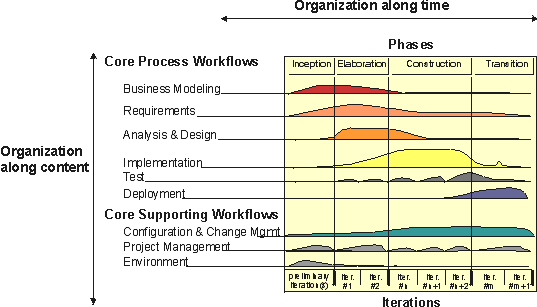 Organization along time
Phases
Core Process Workflows
Inception Elaboration Construction Transition
Business Modeling
Requirements
Analysis & Design
Organization
along content
Implementation
Test
Deployment
Core Supporting Workflows
Configuration & Change Mgmt
Project Management
Environment
preliminary
iteration(s)
Iter.
#1
Iter.
#2
Iter.
#n
Iter.
#n+1
Iter.
#n+2
Iter.
#m
Iter.
#m+1
Iterations